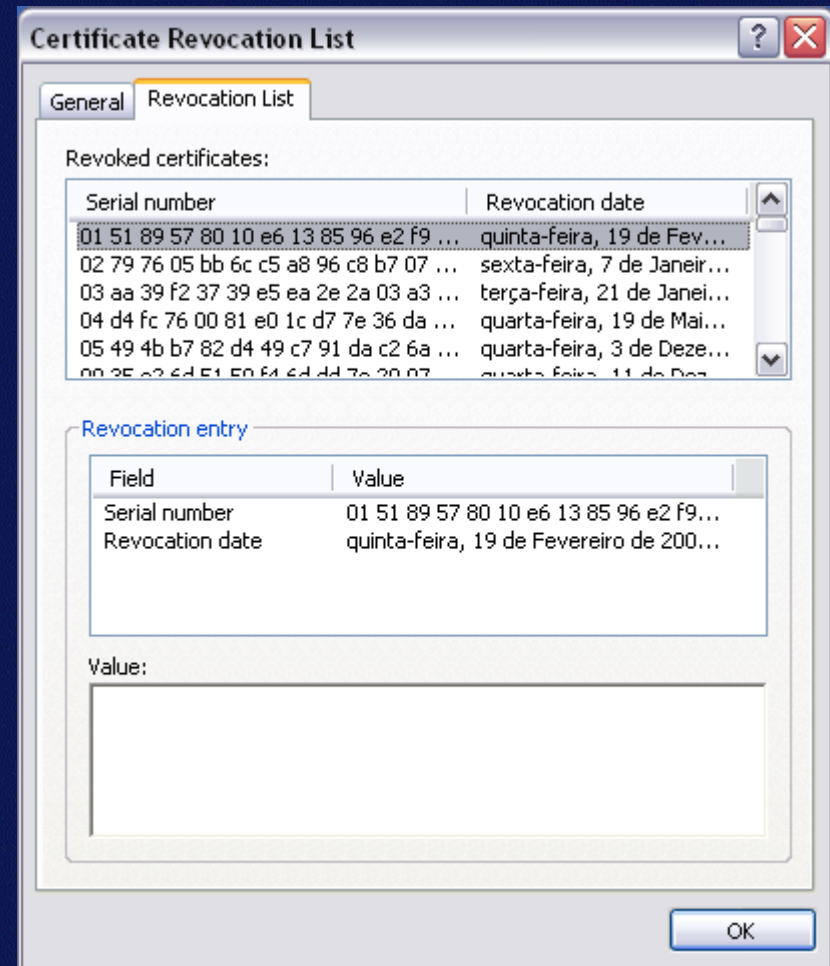 Certificate Revocation List
General Revocation List
Revoked certificates:
Serial number Revocation date
01 51 89 57 80 10 e6 13 85 96 e2 f9 ... quinta-feira, 19 de Fev...
02 79 76 05 bb 6c c5 a8 96 c8 b7 07 ... sexta-feira, 7 de Janeir...
03 aa 39 f2 37 39 e5 ea 2e 2a 03 a3 ... terça-feira, 21 de Janei...
04 d4 fc 76 00 81 e0 1c d7 7e 36 da ... quarta-feira, 19 de Mai...
05 49 4b b7 82 d4 49 c7 91 da c2 6a ... quarta-feira, 3 de Deze...
Revocation entry
Field Value
Serial number 01 51 89 57 80 10 e6 13 85 96 e2 f9...
Revocation date quinta-feira, 19 de Fevereiro de 200...
Value:
OK